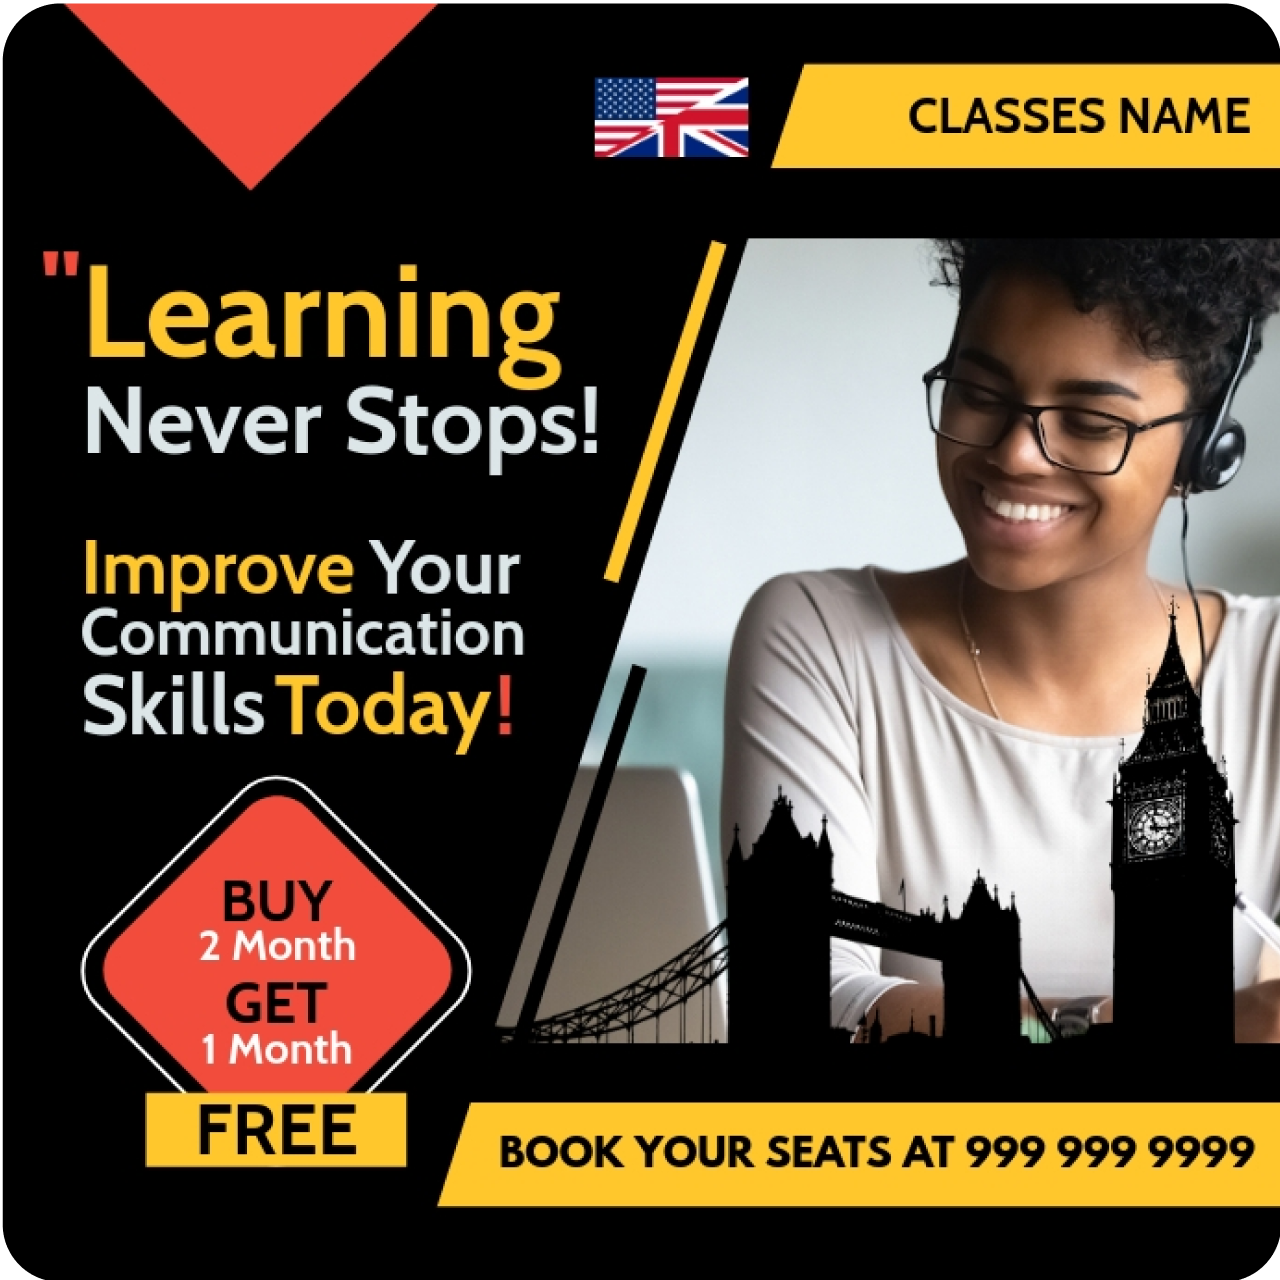 CLASSES NAME
"Learning
Never Stops!
Improve Your
Communication
Skills Today!
BUY
2 Month
GET
1 Month
FREE
BOOK YOUR SEATS AT 999 999 9999